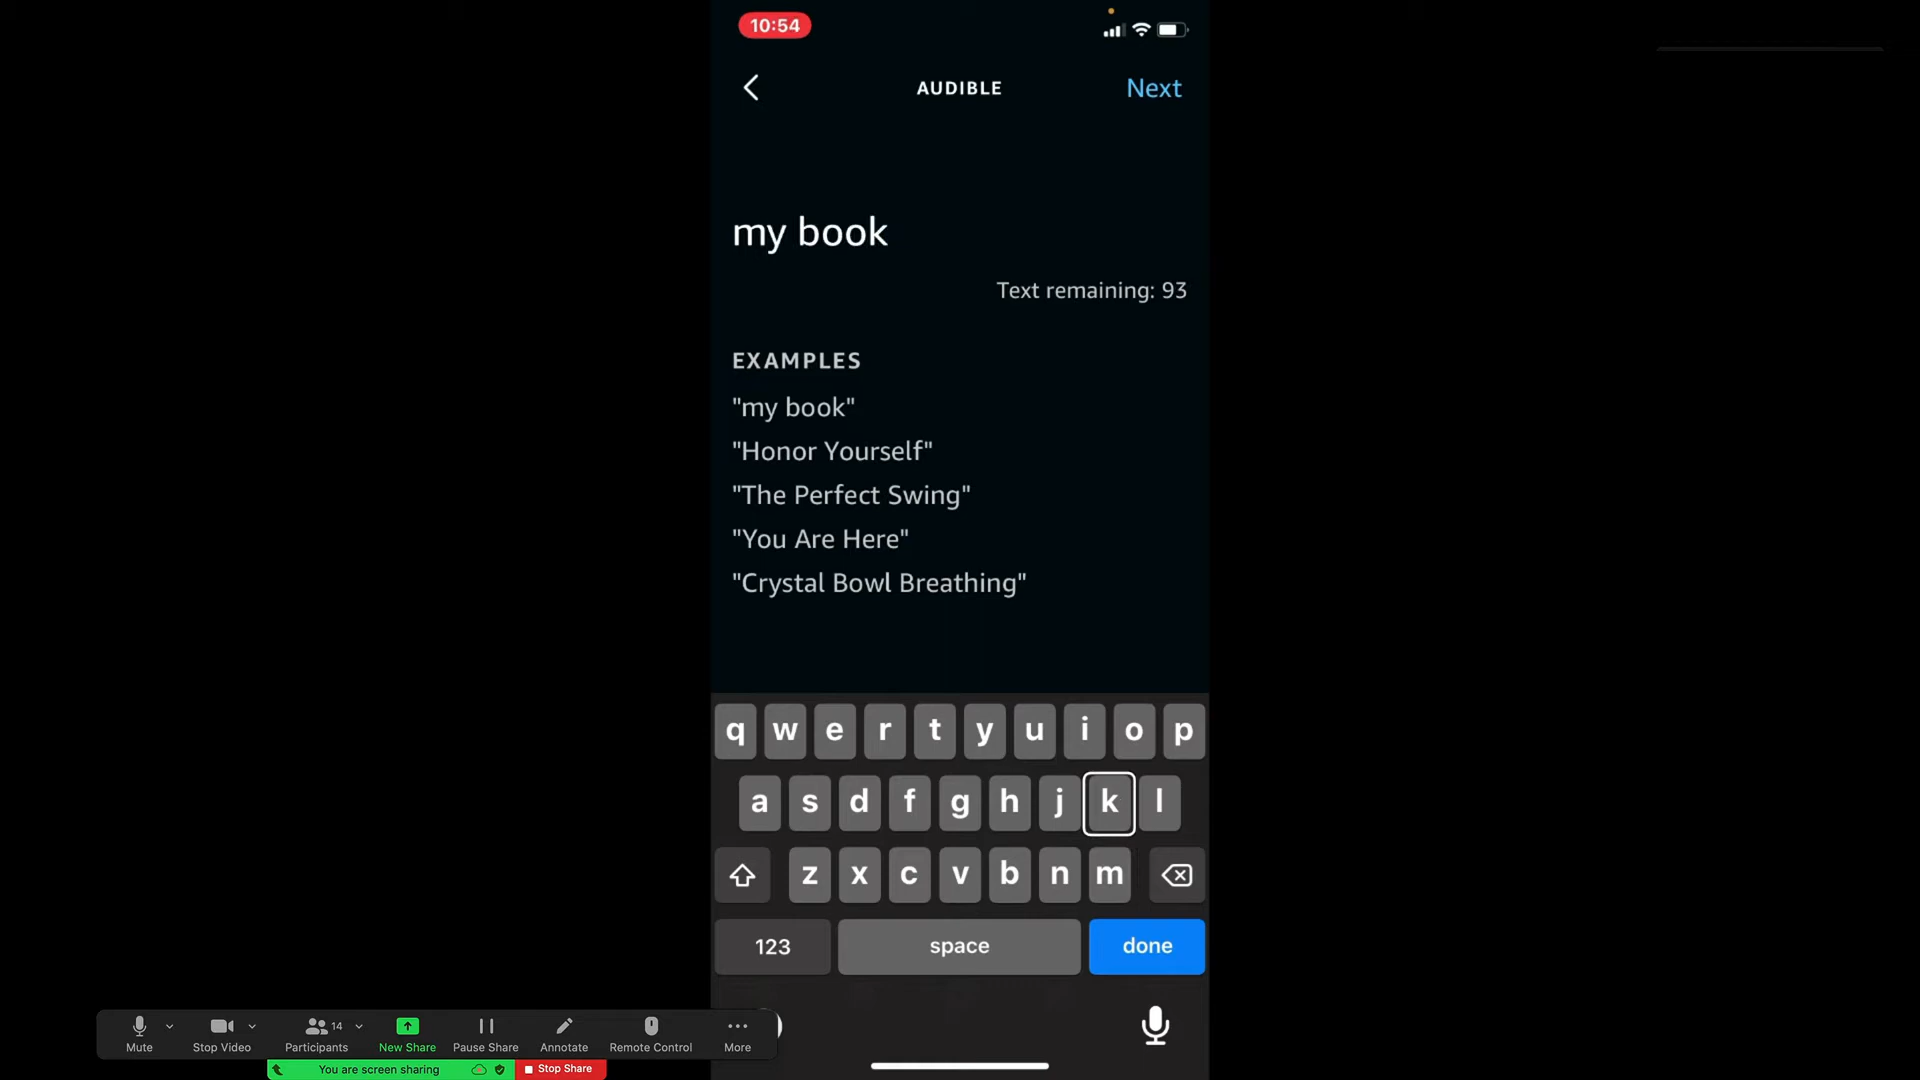 10:54
AUDIBLE
Next
my book
Text remaining: 93
EXAMPLES
"my book"
"Honor Yourself"
"The Perfect Swing"
"You Are Here"
"Crystal Bowl Breathing"
q w e r t y u i o p
a s d f g h j k l
z x c v b n m
123 space done
14
Mute Stop Video Participants New Share Pause Share Annotate Remote Control More
You are screen sharing Stop Share